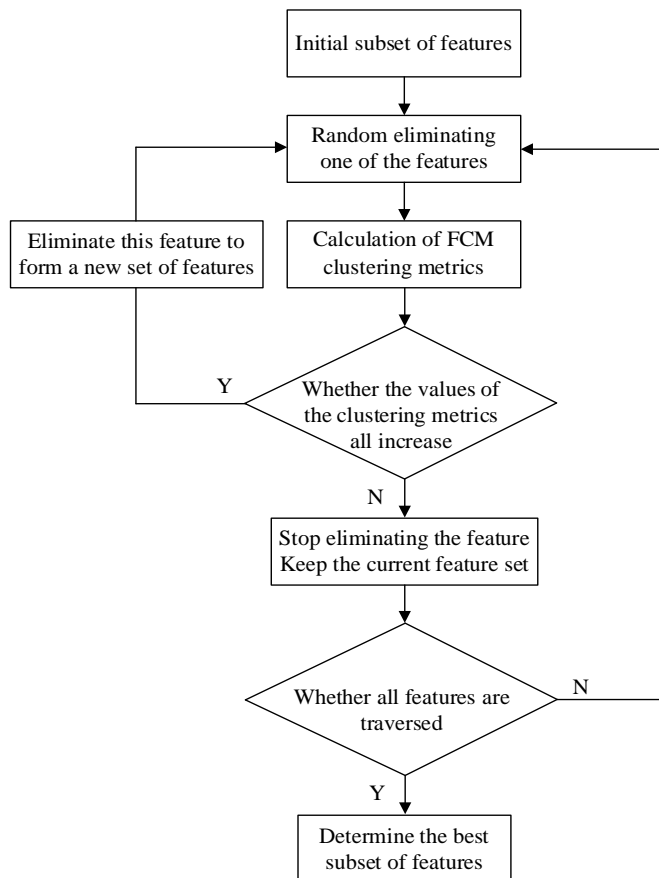 Initial subset of features
Random eliminating
one of the features
Eliminate this feature to
form a new set of features
Calculation of FCM
clustering metrics
Y
Whether the values of
the clustering metrics
all increase
N
Stop eliminating the feature
Keep the current feature set
Whether all features are
traversed
N
Y
Determine the best
subset of features